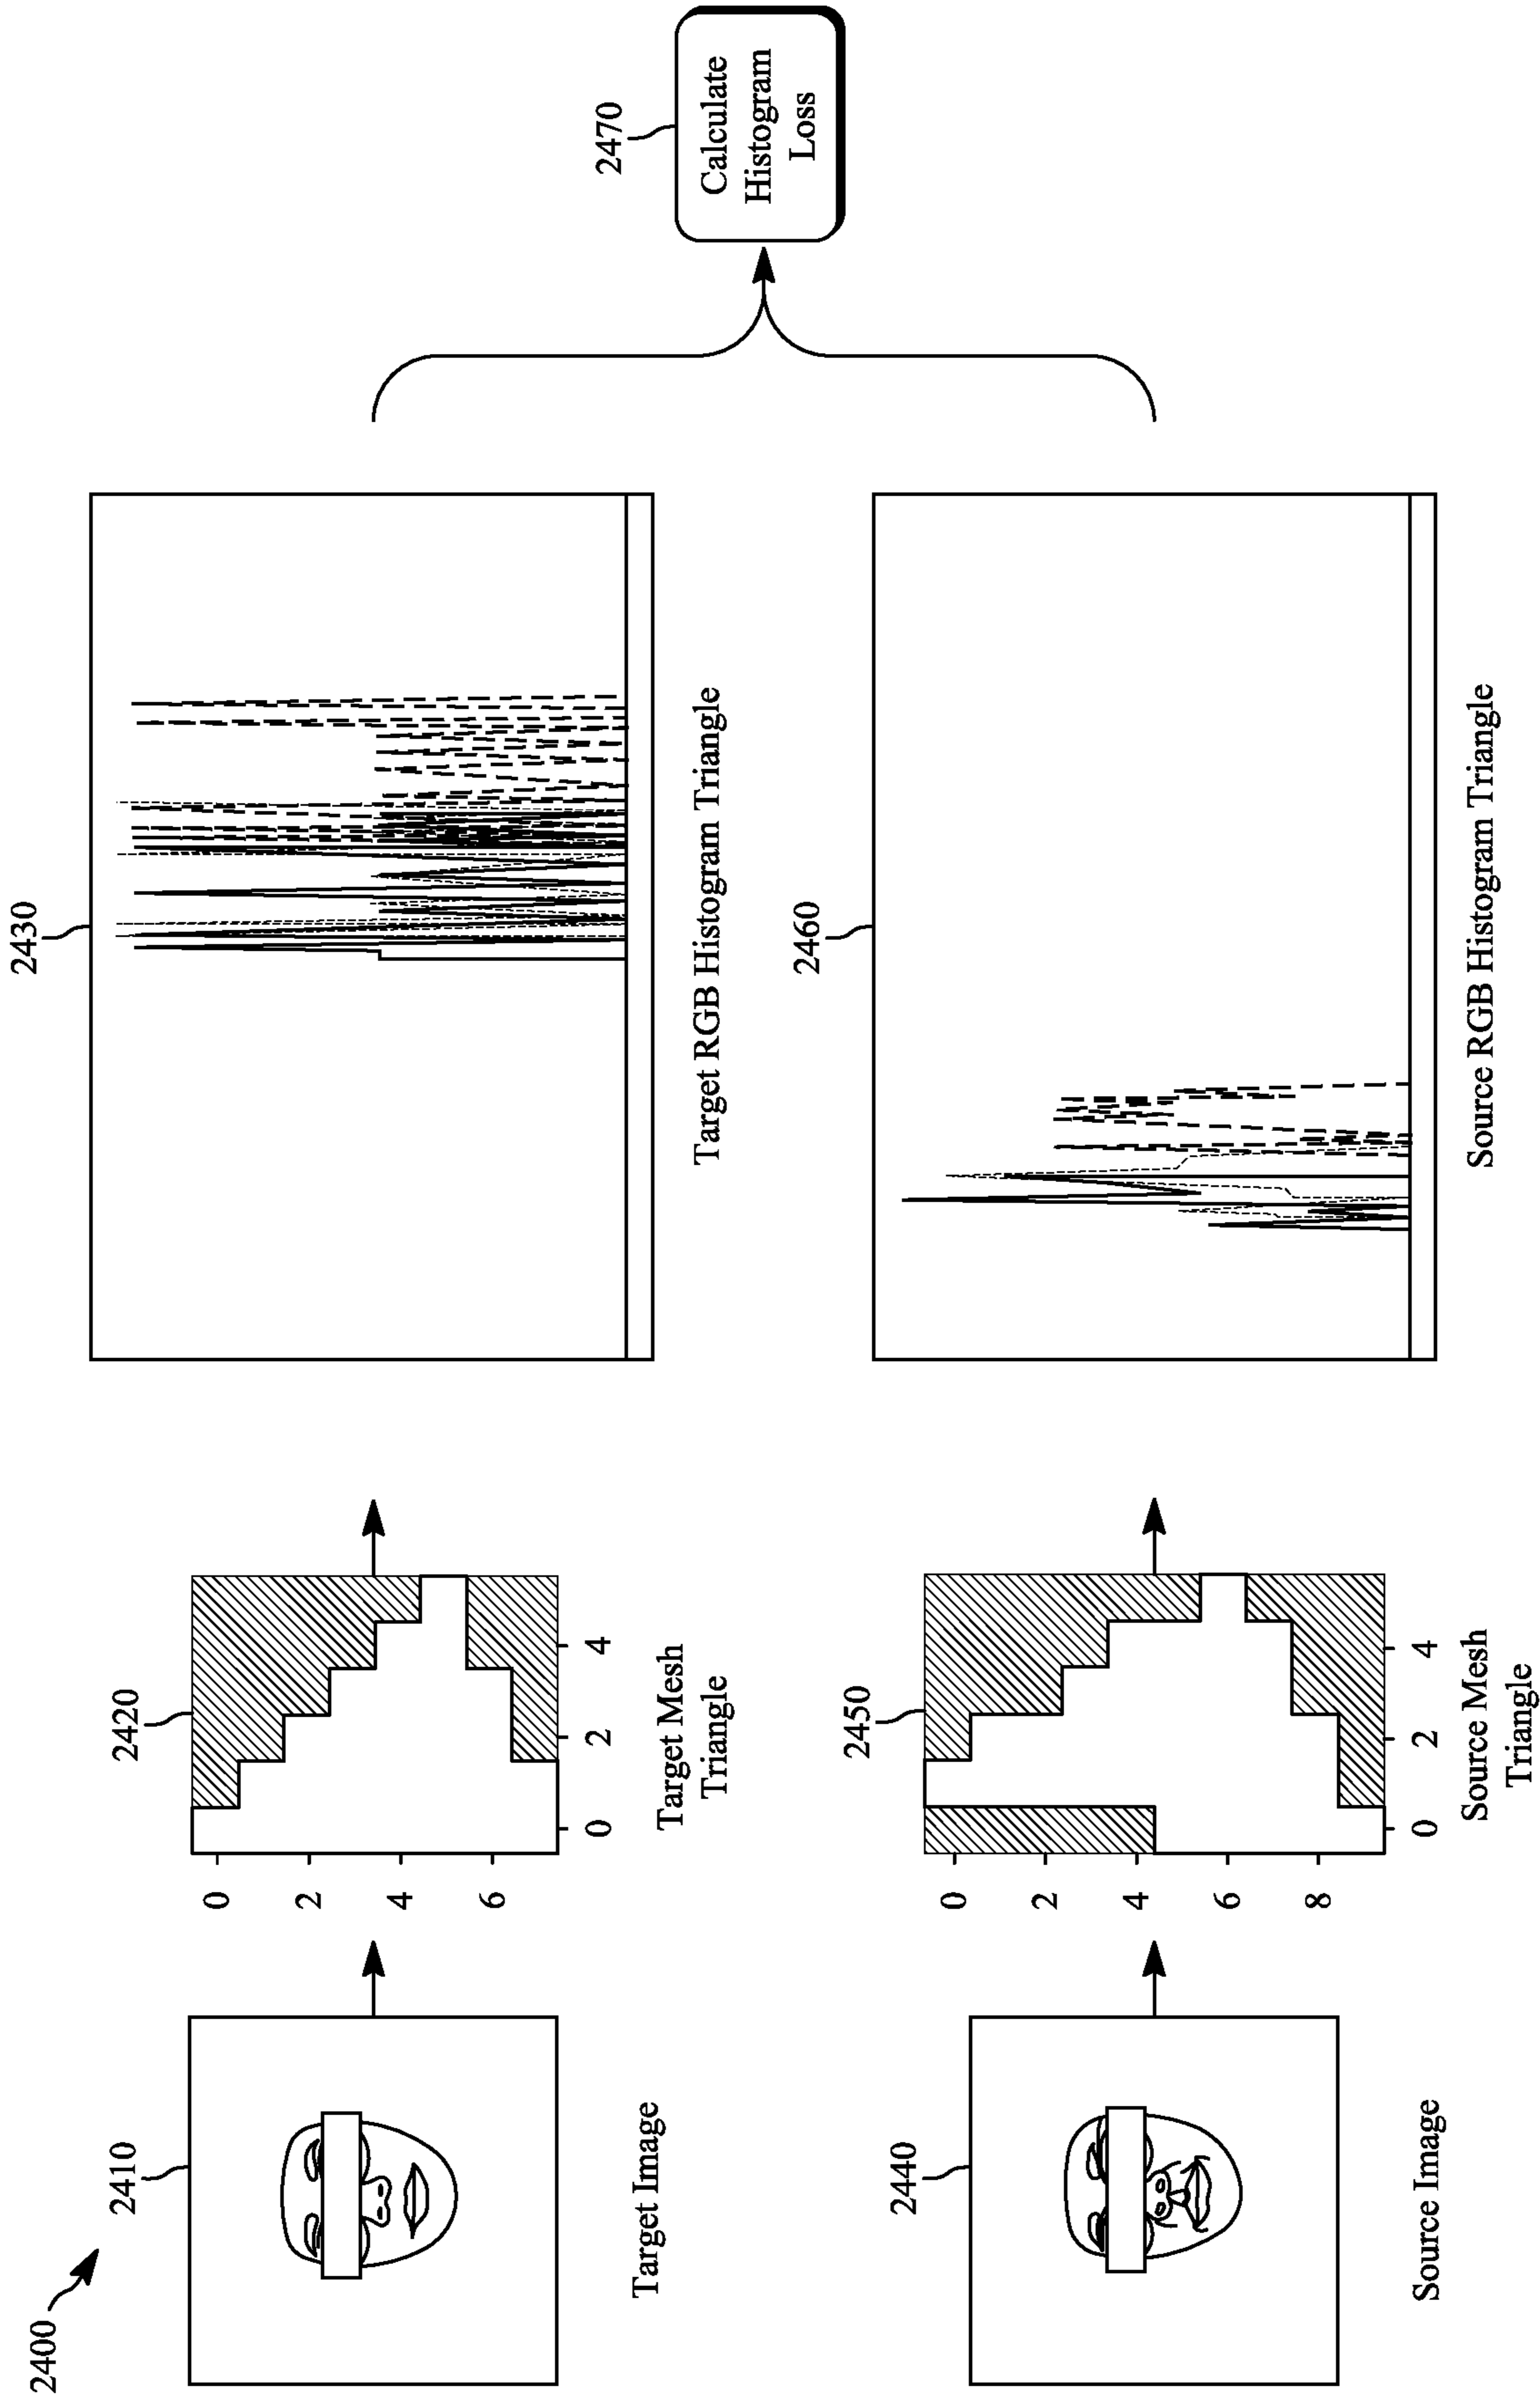 2400
2410
Target Image
2420
0
2
4
6
0
2
4
Target Mesh
Triangle
2430
Target RGB Histogram Triangle
2440
Source Image
2450
0
2
4
6
8
0
2
4
Source Mesh
Triangle
2460
Source RGB Histogram Triangle
2470
Calculate
Histogram
Loss